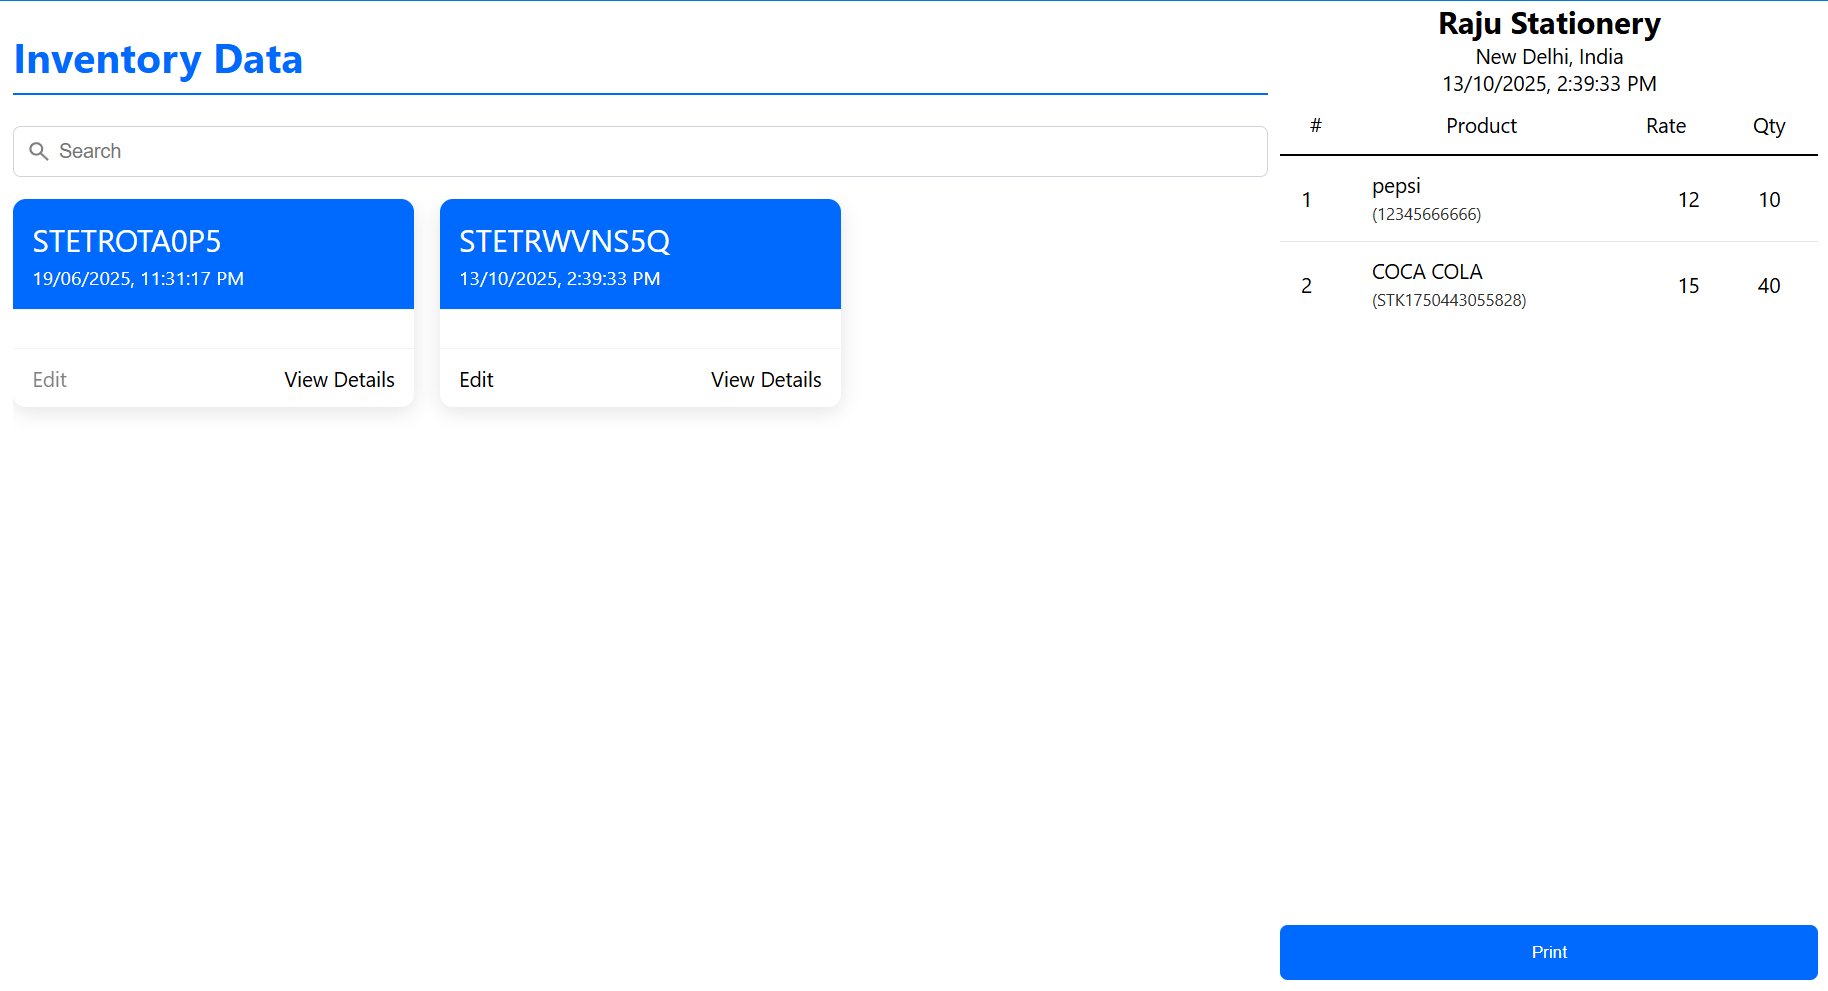 Inventory Data
Search
STETROTA0P5
19/06/2025, 11:31:17 PM
Edit View Details
STETRWVNS5Q
13/10/2025, 2:39:33 PM
Edit View Details
Raju Stationery
New Delhi, India
13/10/2025, 2:39:33 PM
# Product Rate Qty
1 pepsi 12 10
(12345666666)
2 COCA COLA 15 40
(STK1750443055828)
Print